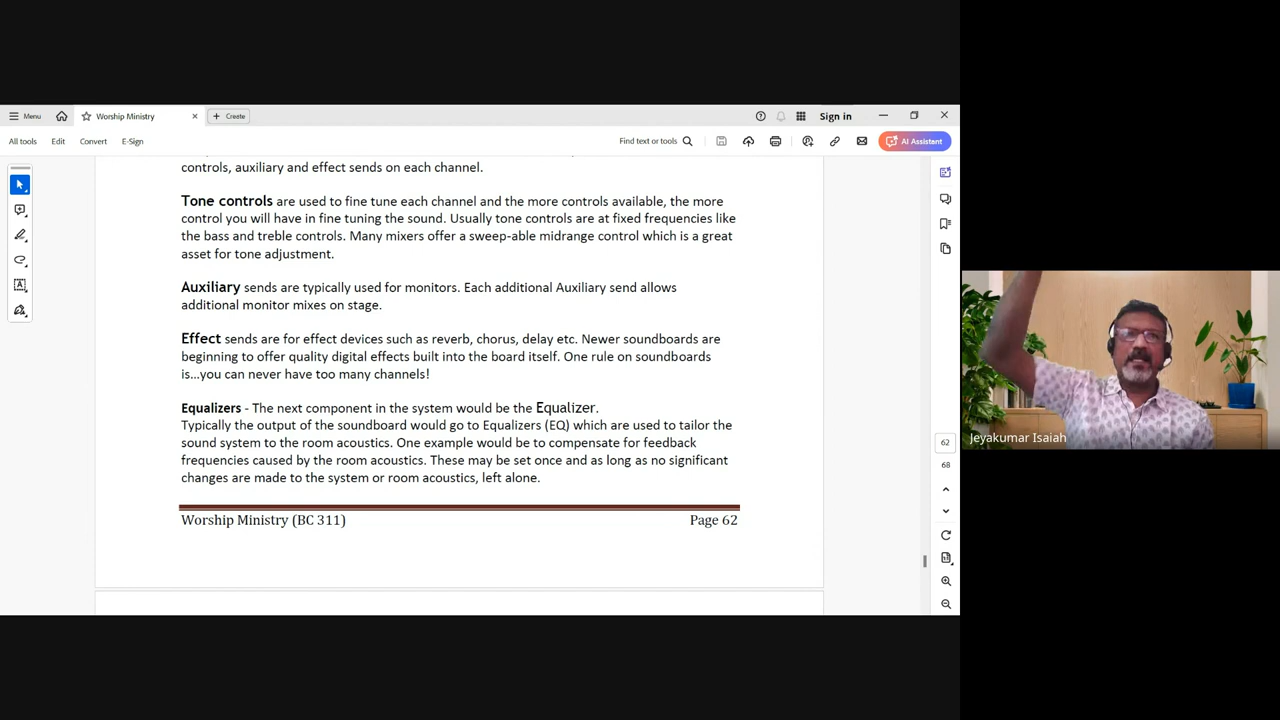 Menu
Worship Ministry
Create
Sign in
All tools
Edit
Convert
E-Sign
Find text or tools
AI Assistant
controls, auxiliary and effect sends on each channel.
Tone controls are used to fine tune each channel and the more controls available, the more
control you will have in fine tuning the sound. Usually tone controls are at fixed frequencies like
the bass and treble controls. Many mixers offer a sweep-able midrange control which is a great
asset for tone adjustment.
Auxiliary sends are typically used for monitors. Each additional Auxiliary send allows
additional monitor mixes on stage.
Effect sends are for effect devices such as reverb, chorus, delay etc. Newer soundboards are
beginning to offer quality digital effects built into the board itself. One rule on soundboards
is...you can never have too many channels!
Equalizers - The next component in the system would be the Equalizer.
Typically the output of the soundboard would go to Equalizers (EQ) which are used to tailor the
sound system to the room acoustics. One example would be to compensate for feedback
frequencies caused by the room acoustics. These may be set once and as long as no significant
changes are made to the system or room acoustics, left alone.
Worship Ministry (BC 311)
Page 62
62
68
Jeyakumar Isaiah